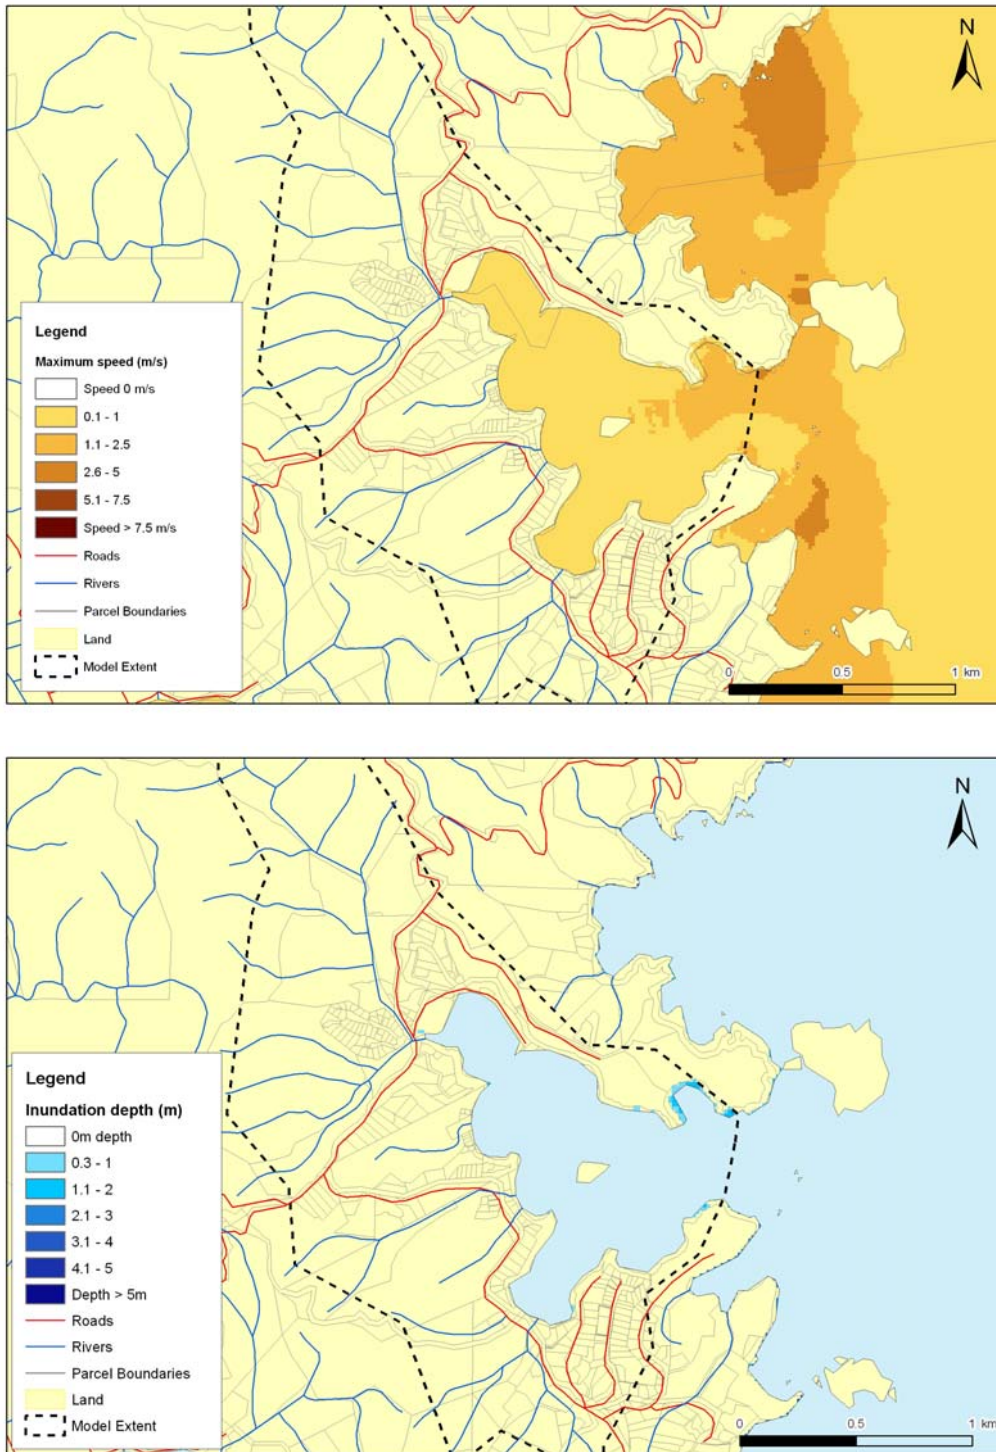 N
Legend
Maximum speed (m/s)
Speed 0 m/s
0.1 - 1
1.1 - 2.5
2.6 - 5
5.1 - 7.5
Speed > 7.5 m/s
Roads
Rivers
Parcel Boundaries
Land
Model Extent
0 0.5 1 km
N
Legend
Inundation depth (m)
0m depth
0.3 - 1
1.1 - 2
2.1 - 3
3.1 - 4
4.1 - 5
Depth > 5m
Roads
Rivers
Parcel Boundaries
Land
Model Extent
0 0.5 1 km